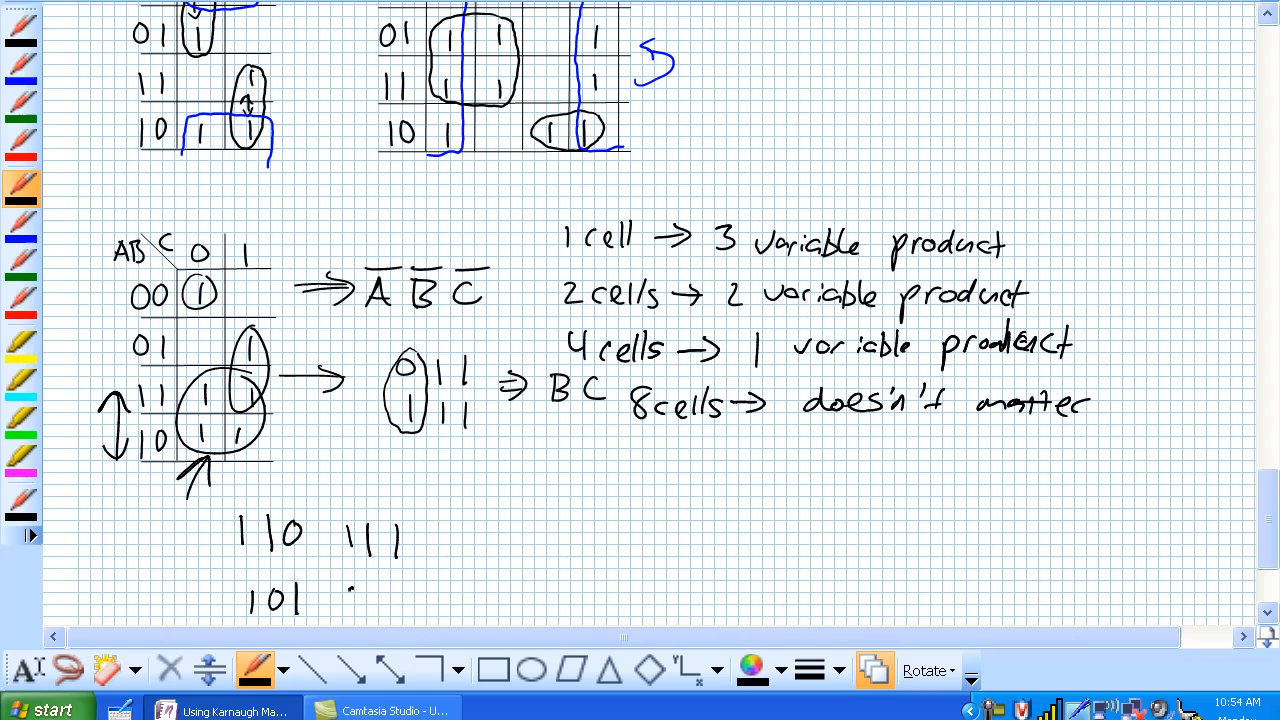 01 1 01 1 1 1
11 1 11 1 1 1
10 1 1 10 1 1 1
AB C 0 1
00 1
01 1
11 1 1
10 1 1
⇒ A̅ B̅ C̅
→ 0 1 1 ⇒ B C
1 1 1
1 cell → 3 variable product
2 cells → 2 variable product
4 cells → 1 variable product
8 cells → doesn't matter
110 111
101
Rotate
start
Using Karnaugh Ma...
Camtasia Studio - U...
10:54 AM
Monday